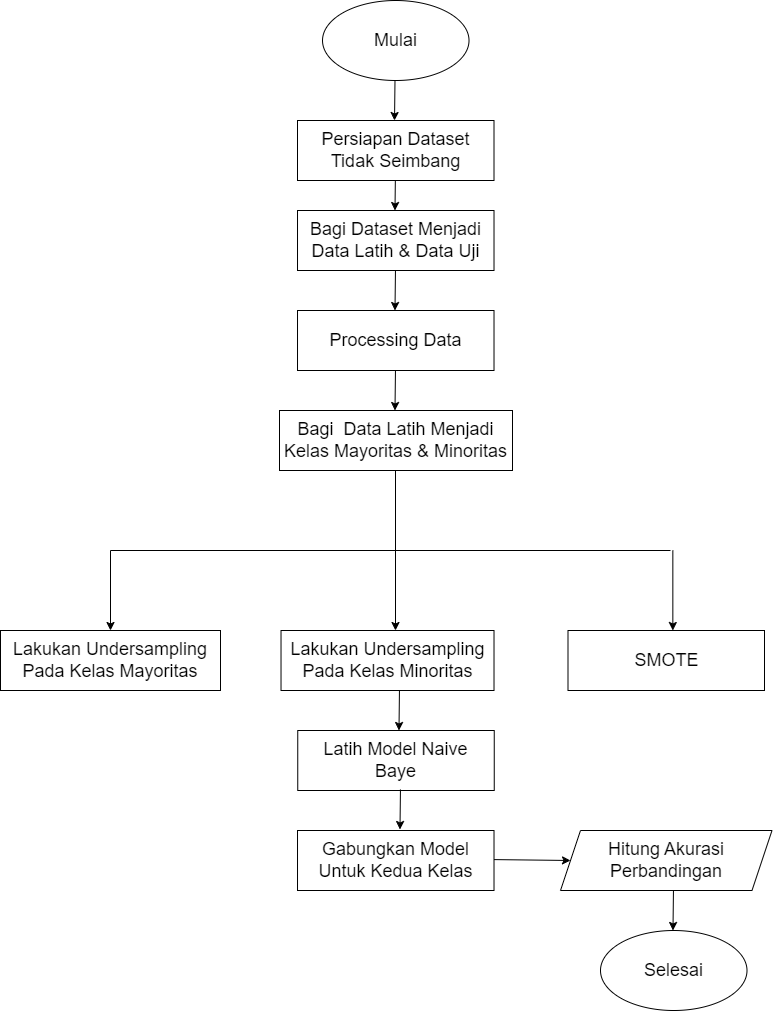 Mulai
Persiapan Dataset
Tidak Seimbang
Bagi Dataset Menjadi
Data Latih & Data Uji
Processing Data
Bagi  Data Latih Menjadi
Kelas Mayoritas & Minoritas
Lakukan Undersampling
Pada Kelas Mayoritas
Lakukan Undersampling
Pada Kelas Minoritas
SMOTE
Latih Model Naive
Baye
Gabungkan Model
Untuk Kedua Kelas
Hitung Akurasi
Perbandingan
Selesai